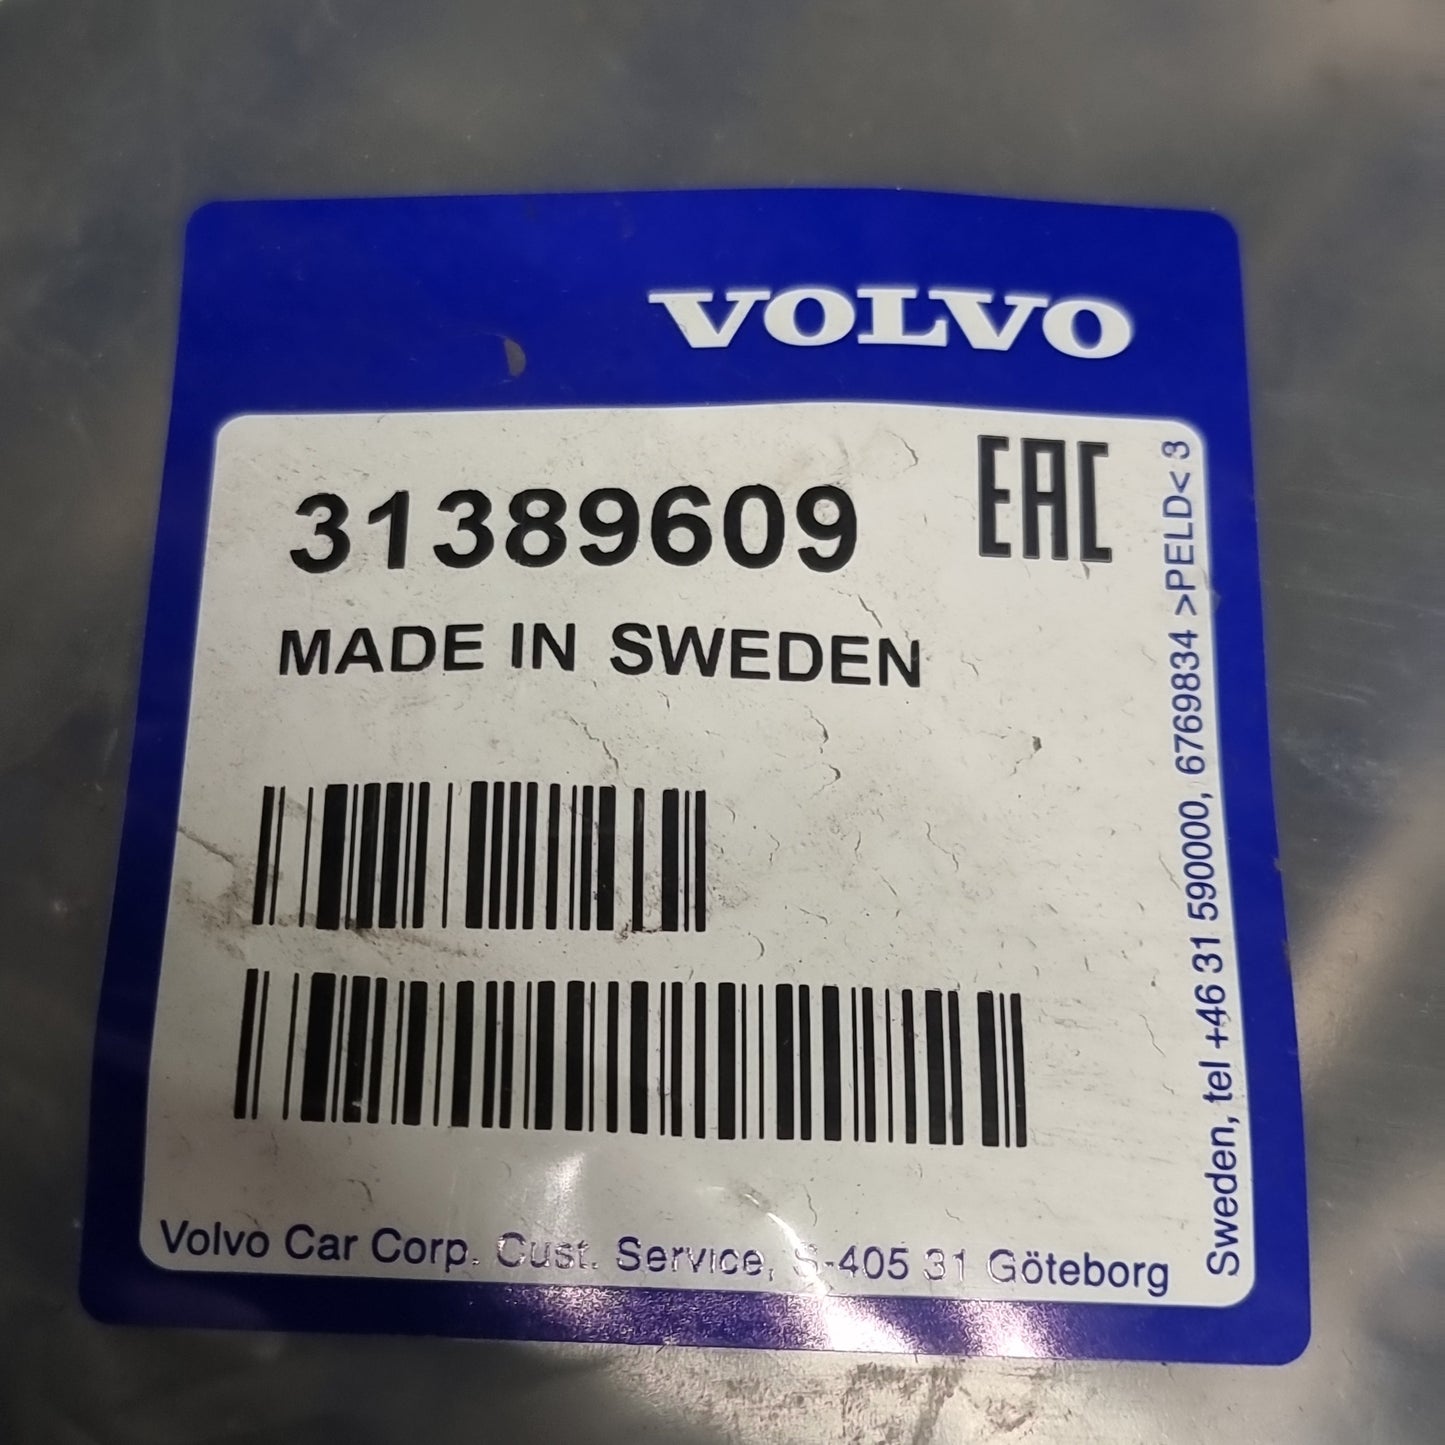 VOLVO
31389609
EAC
MADE IN SWEDEN
Volvo Car Corp. Cust. Service, S-405 31 Göteborg
Sweden, tel +46 31 590000, 6769834 >PELD< 3